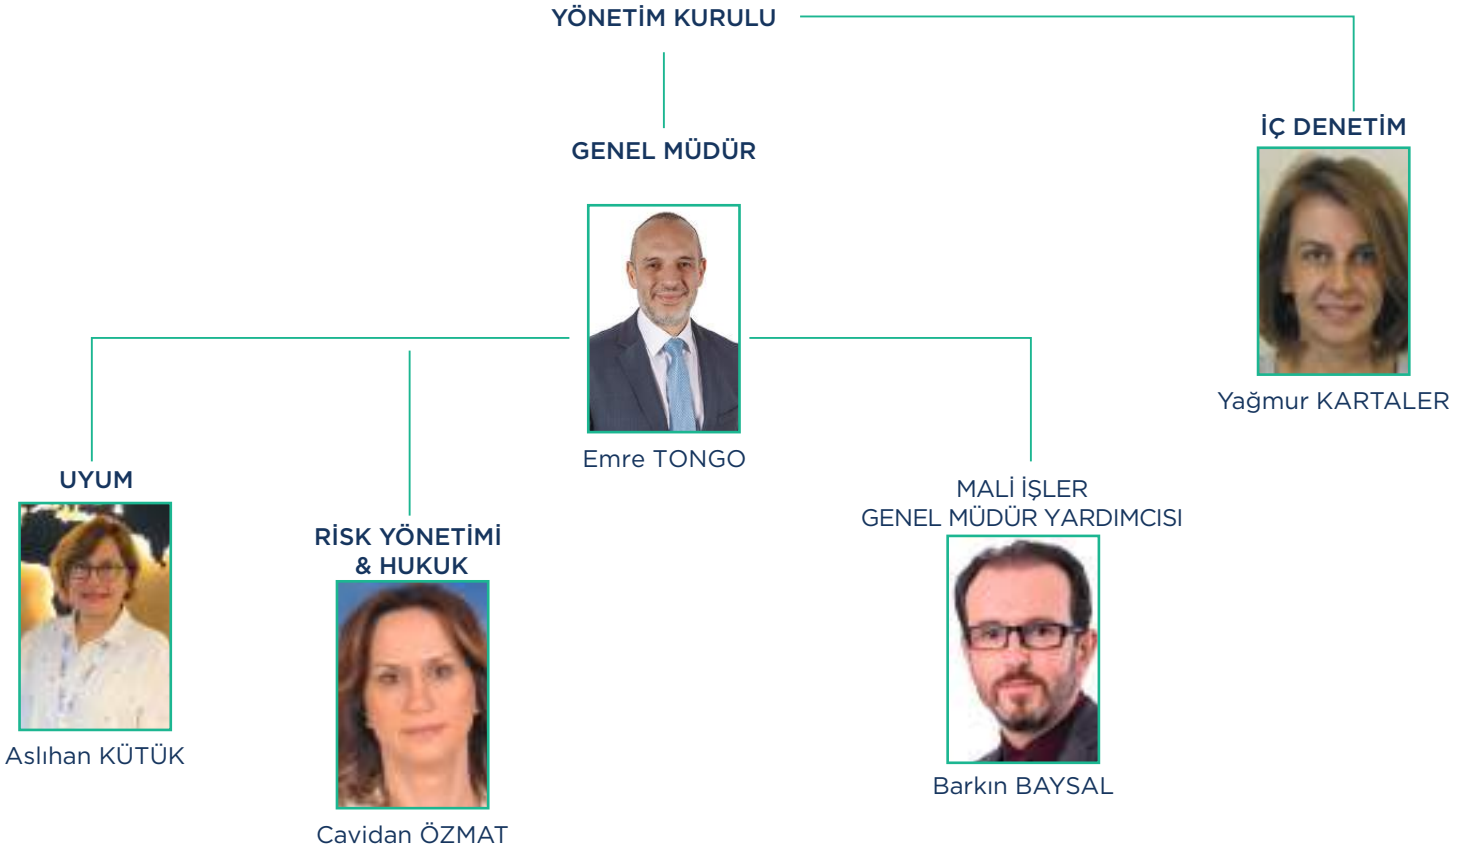 YÖNETİM KURULU
GENEL MÜDÜR
İÇ DENETİM
Yağmur KARTALER
Emre TONGO
UYUM
Aslıhan KÜTÜK
RİSK YÖNETİMİ
& HUKUK
Cavidan ÖZMAT
MALİ İŞLER
GENEL MÜDÜR YARDIMCISI
Barkın BAYSAL